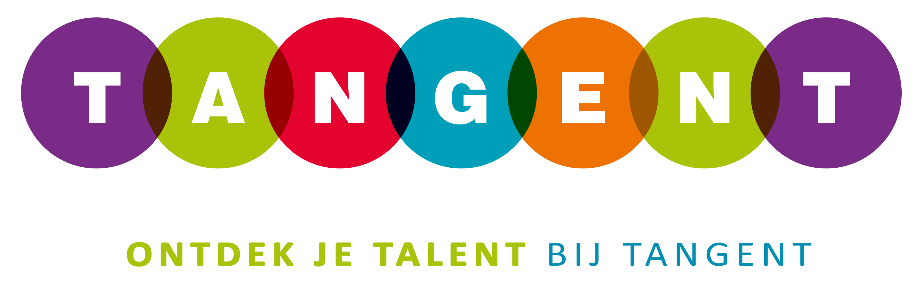 TANGENT
ONTDEK JE TALENT BIJ TANGENT